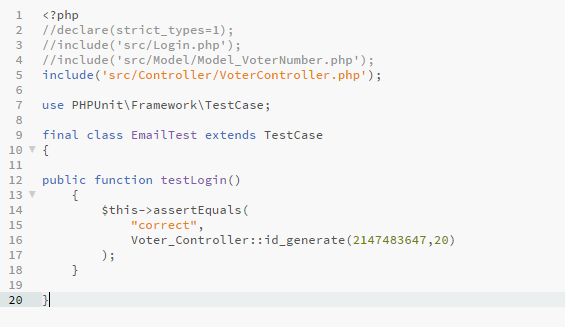 1 <?php
2 //declare(strict_types=1);
3 //include('src/Login.php');
4 //include('src/Model/Model_VoterNumber.php');
5 include('src/Controller/VoterController.php');
6
7 use PHPUnit\Framework\TestCase;
8
9 final class EmailTest extends TestCase
10 {
11
12 public function testLogin()
13     {
14         $this->assertEquals(
15             "correct",
16             Voter_Controller::id_generate(2147483647,20)
17         );
18     }
19
20 }